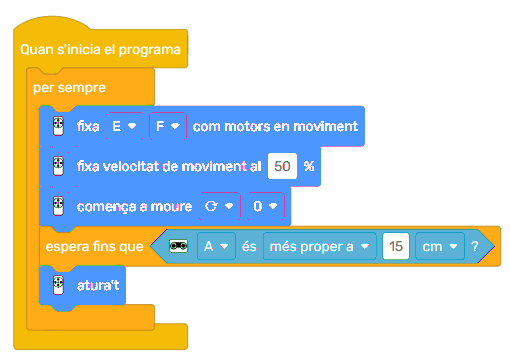 Quan s'inicia el programa
per sempre
fixa E F com motors en moviment
fixa velocitat de moviment al 50 %
comença a moure 0
espera fins que A és més proper a 15 cm ?
atura't